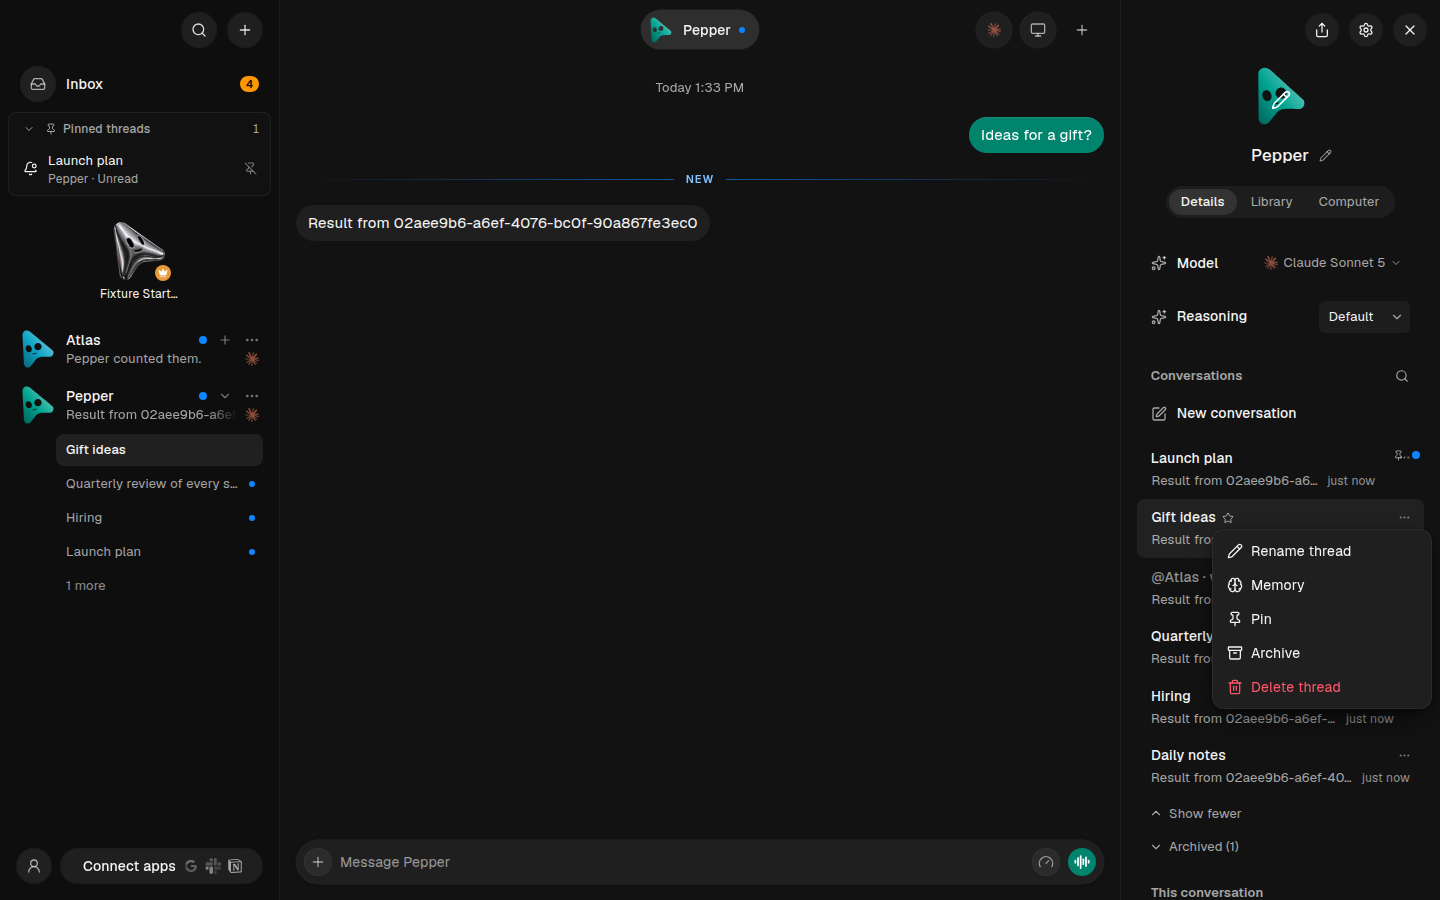 Inbox
4
Pinned threads
1
Launch plan
Pepper · Unread
Fixture Start...
Atlas
Pepper counted them.
Pepper
Result from 02aee9b6-a6e
Gift ideas
Quarterly review of every s...
Hiring
Launch plan
1 more
Connect apps
Pepper
Today 1:33 PM
Ideas for a gift?
NEW
Result from 02aee9b6-a6ef-4076-bc0f-90a867fe3ec0
Message Pepper
Pepper
Details Library Computer
Model Claude Sonnet 5
Reasoning Default
Conversations
New conversation
Launch plan
Result from 02aee9b6-a6... just now
Gift ideas
Result fro
Rename thread
Memory
Pin
Archive
Delete thread
@Atlas ·
Result fro
Quarterly
Result fro
Hiring
Result from 02aee9b6-a6ef-... just now
Daily notes
Result from 02aee9b6-a6ef-40... just now
Show fewer
Archived (1)
This conversation